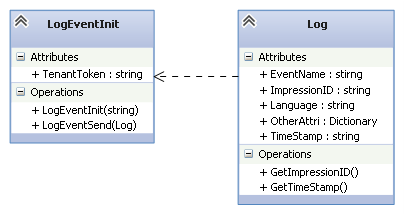 LogEventInit
Attributes
+ TenantToken : string
Operations
+ LogEventInit(string)
+ LogEventSend(Log)
Log
Attributes
+ EventName : stirng
+ ImpressionID : string
+ Language : string
+ OtherAttri : Dictionary
+ TimeStamp : string
Operations
+ GetImpressionID()
+ GetTimeStamp()